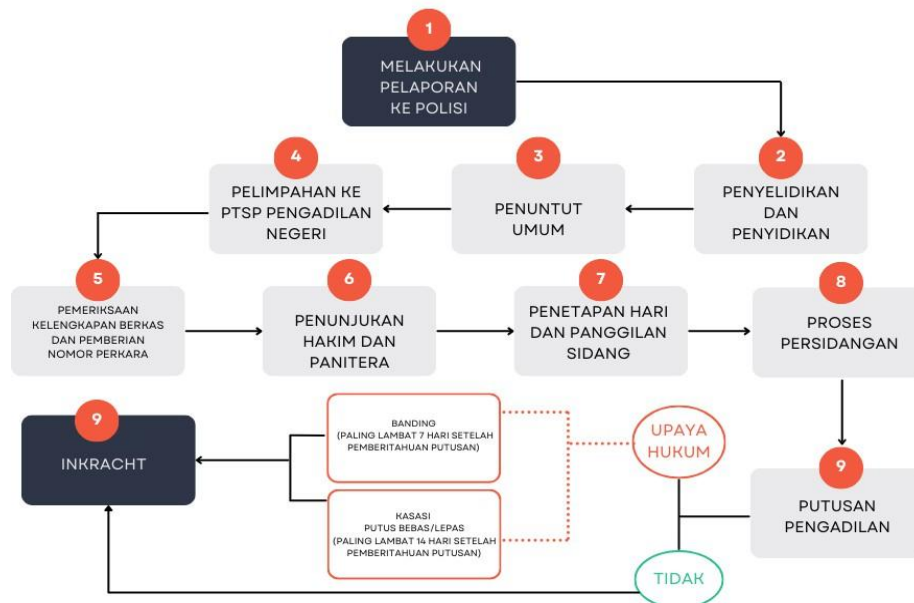 1
MELAKUKAN
PELAPORAN
KE POLISI
2
PENYELIDIKAN
DAN
PENYIDIKAN
3
PENUNTUT
UMUM
4
PELIMPAHAN KE
PTSP PENGADILAN
NEGERI
5
PEMERIKSAAN
KELENGKAPAN BERKAS
DAN PEMBERIAN
NOMOR PERKARA
6
PENUNJUKAN
HAKIM DAN
PANITERA
7
PENETAPAN HARI
DAN PANGGILAN
SIDANG
8
PROSES
PERSIDANGAN
9
PUTUSAN
PENGADILAN
UPAYA
HUKUM
TIDAK
BANDING
(PALING LAMBAT 7 HARI SETELAH
PEMBERITAHUAN PUTUSAN)
KASASI
PUTUS BEBAS/LEPAS
(PALING LAMBAT 14 HARI SETELAH
PEMBERITAHUAN PUTUSAN)
9
INKRACHT